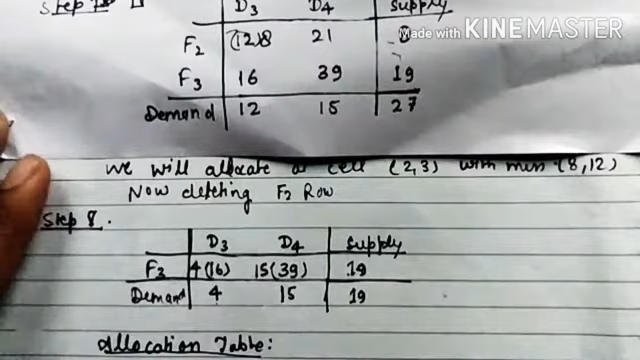 Step
D3 D4 Supply
F2 (12)8 21
Made with KINEMASTER
F3 16 39 19
Demand 12 15 27
We will allocate at cell (2,3) with min (8,12)
Now deleting F2 Row
Step 8.
D3 D4 Supply
F3 4(16) 15(39) 19
Demand 4 15 19
Allocation Table: